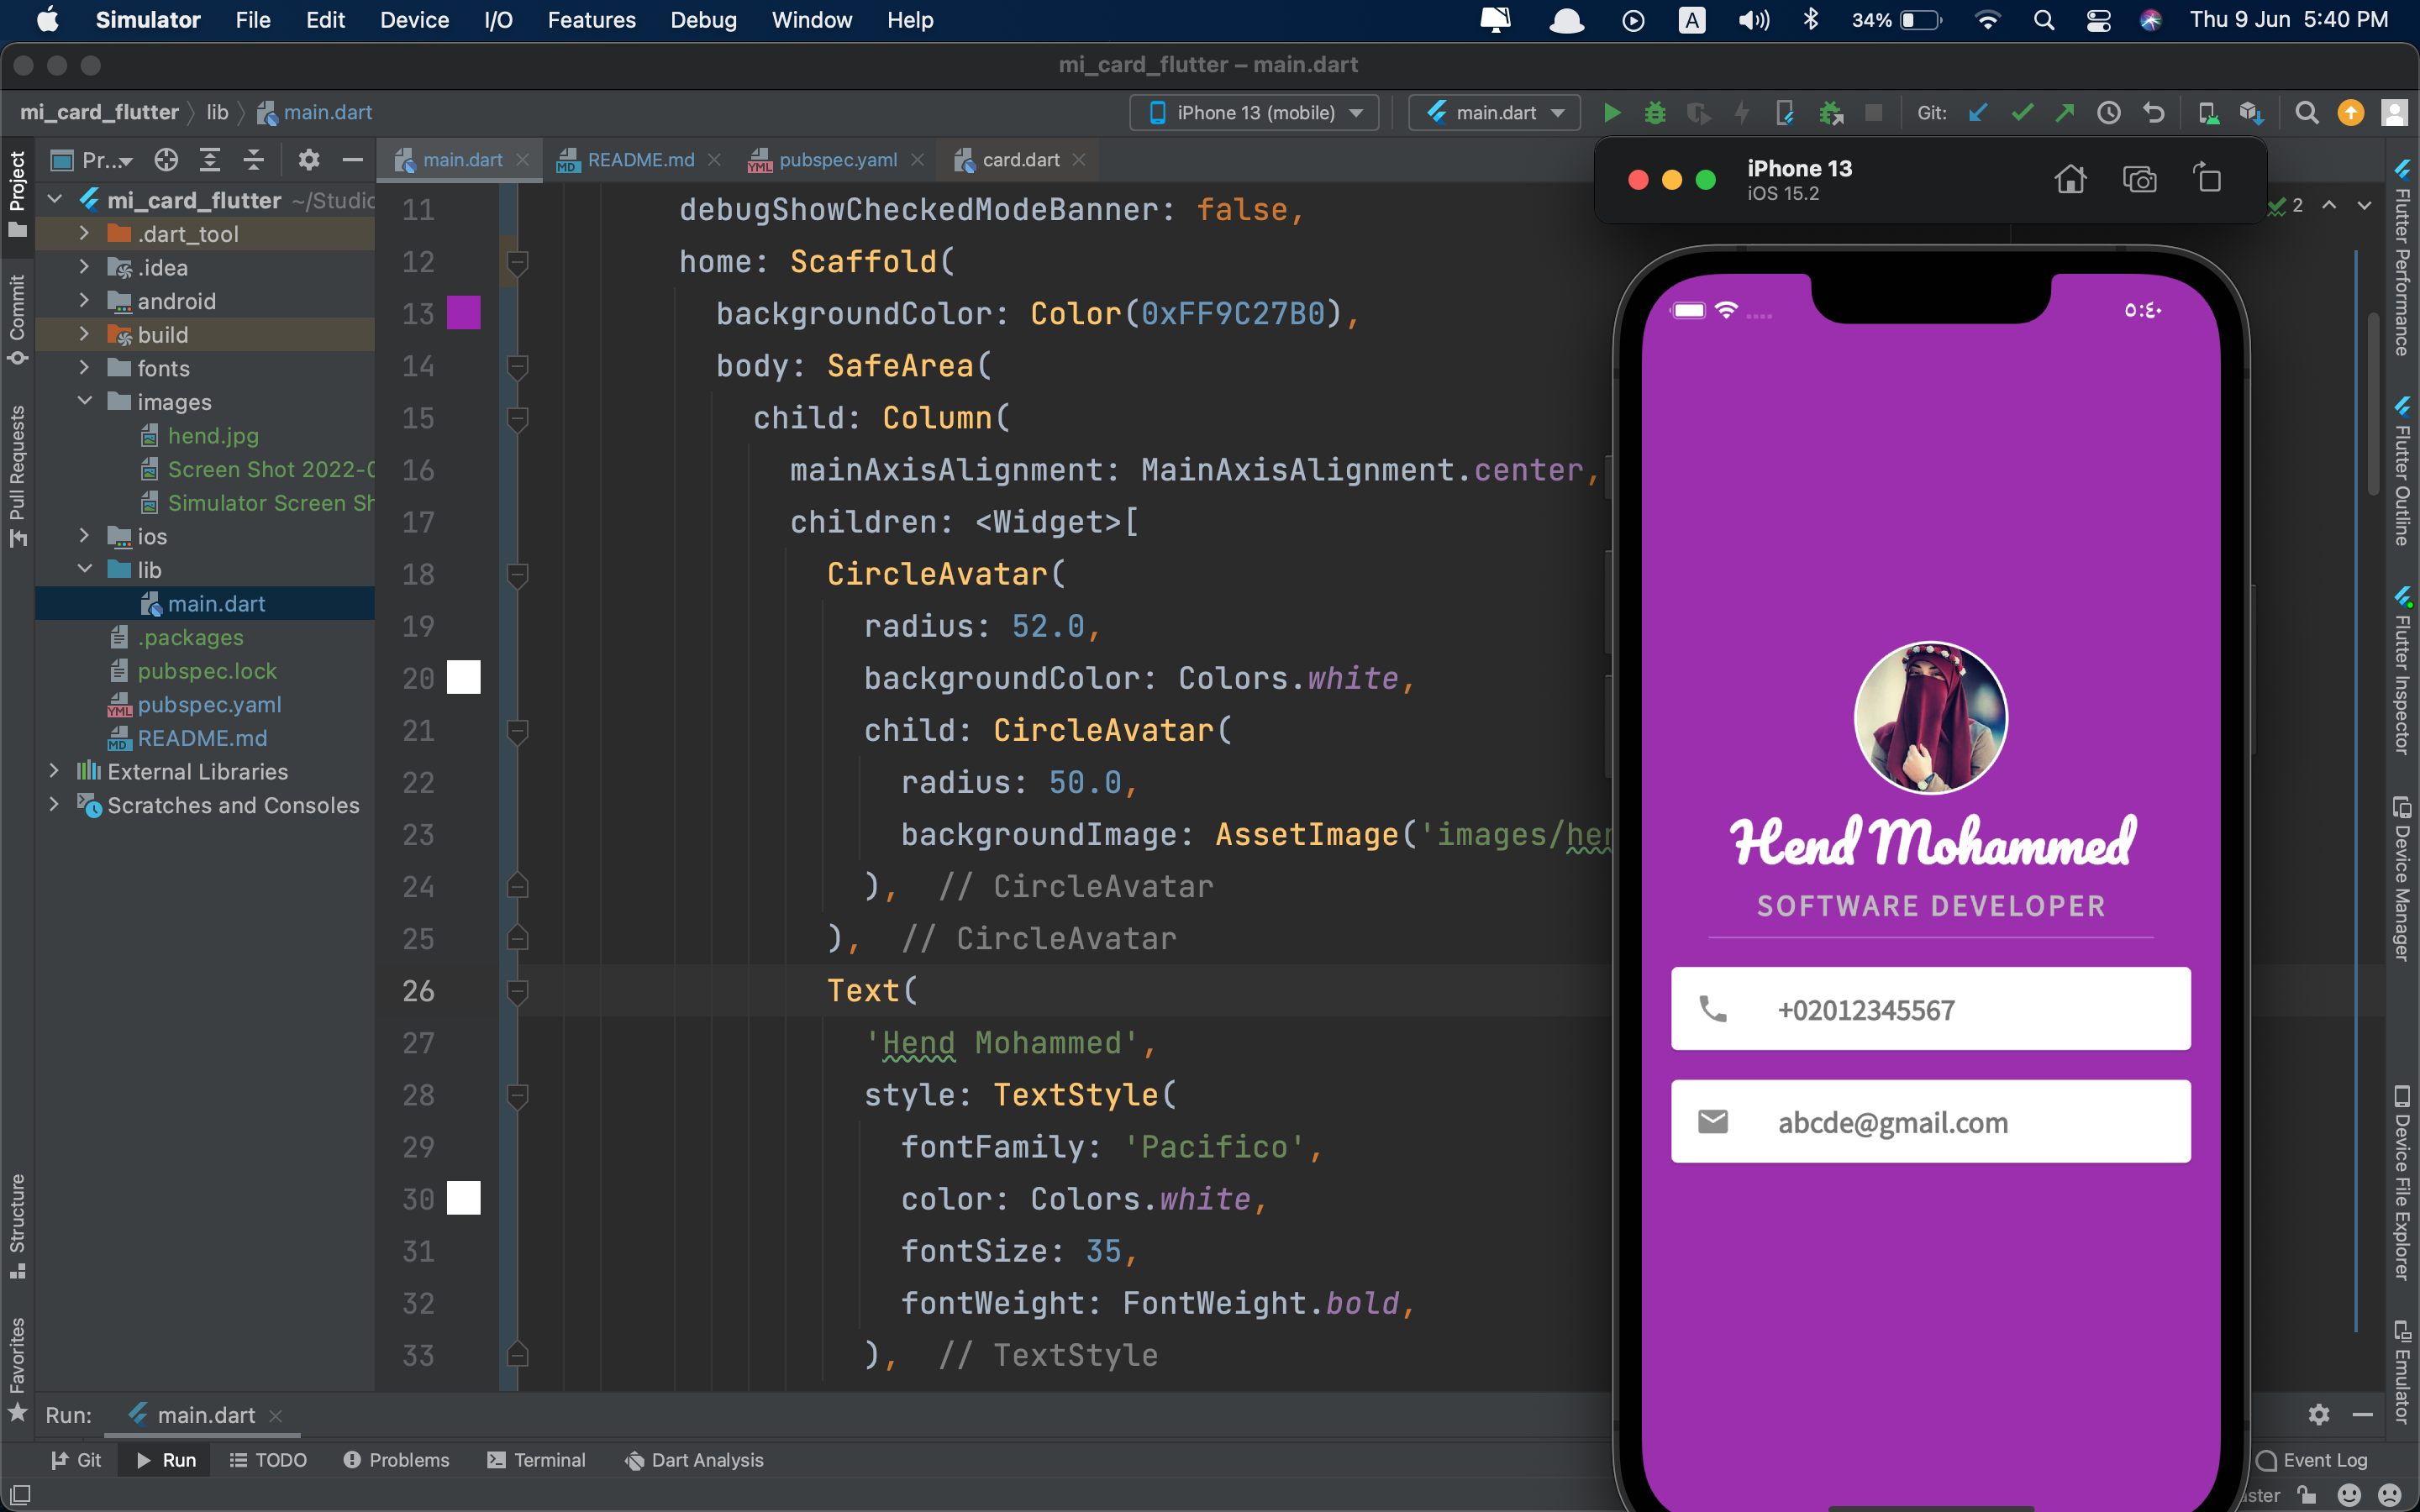 Simulator File Edit Device I/O Features Debug Window Help A 34% Thu 9 Jun 5:40 PM
mi_card_flutter – main.dart
mi_card_flutter lib main.dart iPhone 13 (mobile) main.dart Git:
Pr... main.dart README.md pubspec.yaml card.dart
iPhone 13
iOS 15.2
2
٥:٤٠
Project
Commit
Pull Requests
Structure
Favorites
mi_card_flutter ~/Studio
.dart_tool
.idea
android
build
fonts
images
hend.jpg
Screen Shot 2022-0
Simulator Screen Sh
ios
lib
main.dart
.packages
pubspec.lock
pubspec.yaml
README.md
External Libraries
Scratches and Consoles
11 debugShowCheckedModeBanner: false,
12 home: Scaffold(
13 backgroundColor: Color(0xFF9C27B0),
14 body: SafeArea(
15 child: Column(
16 mainAxisAlignment: MainAxisAlignment.center,
17 children: <Widget>[
18 CircleAvatar(
19 radius: 52.0,
20 backgroundColor: Colors.white,
21 child: CircleAvatar(
22 radius: 50.0,
23 backgroundImage: AssetImage('images/hen
24 ), // CircleAvatar
25 ), // CircleAvatar
26 Text(
27 'Hend Mohammed',
28 style: TextStyle(
29 fontFamily: 'Pacifico',
30 color: Colors.white,
31 fontSize: 35,
32 fontWeight: FontWeight.bold,
33 ), // TextStyle
Hend Mohammed
SOFTWARE DEVELOPER
+02012345567
abcde@gmail.com
Flutter Performance
Flutter Outline
Flutter Inspector
Device Manager
Device File Explorer
Emulator
Run: main.dart
Git Run TODO Problems Terminal Dart Analysis Event Log